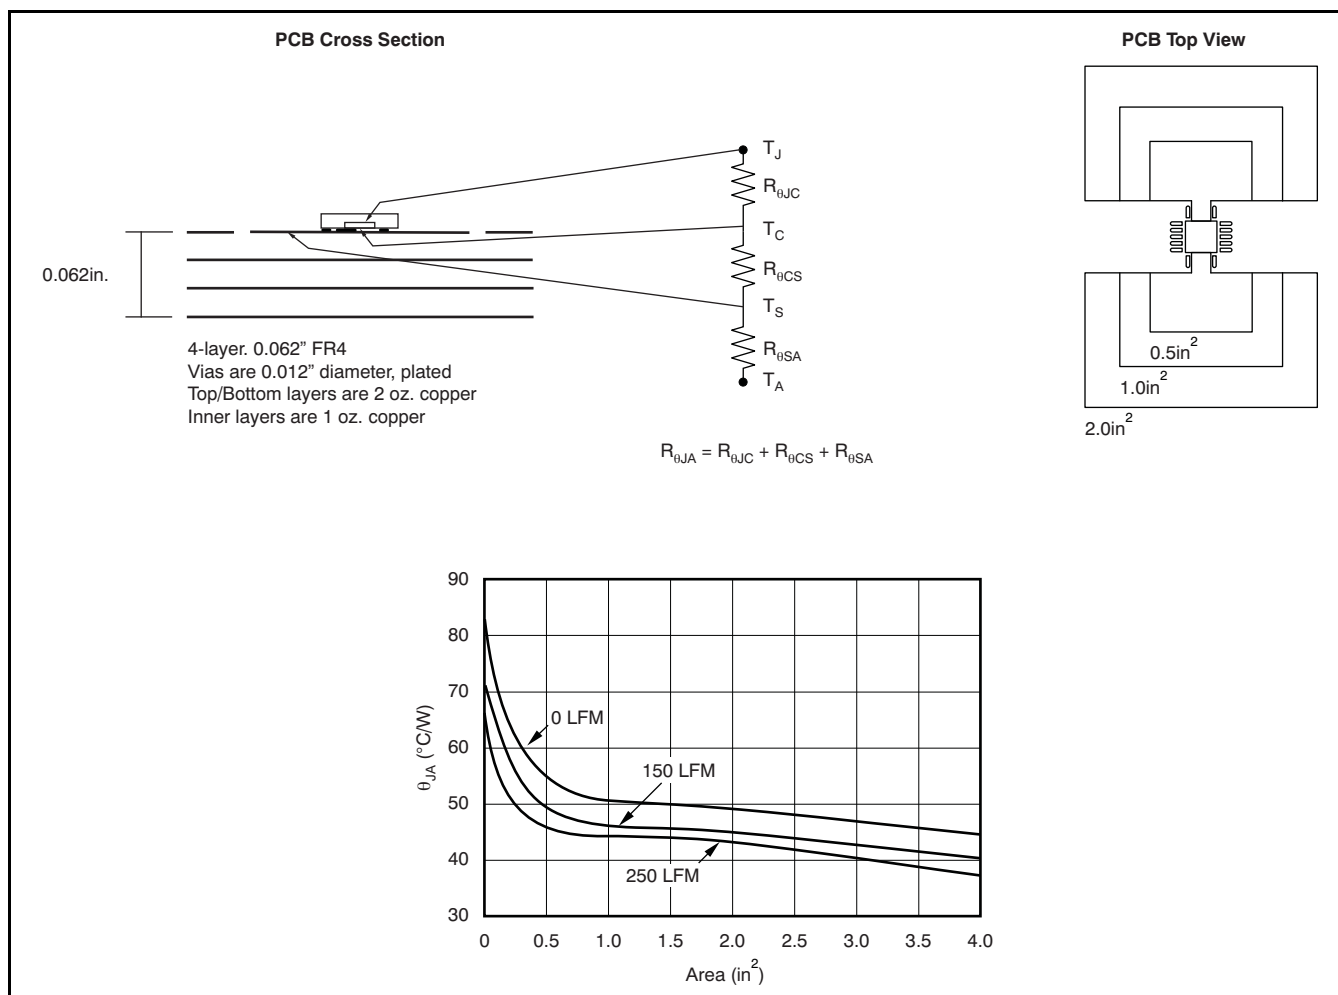 PCB Cross Section
PCB Top View
T_J
R_θJC
T_C
R_θCS
T_S
R_θSA
T_A
0.062in.
4-layer. 0.062” FR4
Vias are 0.012” diameter, plated
Top/Bottom layers are 2 oz. copper
Inner layers are 1 oz. copper
0.5in²
1.0in²
2.0in²
R_θJA = R_θJC + R_θCS + R_θSA
θ_JA (°C/W)
90
80
70
60
50
40
30
0 LFM
150 LFM
250 LFM
0 0.5 1.0 1.5 2.0 2.5 3.0 3.5 4.0
Area (in²)